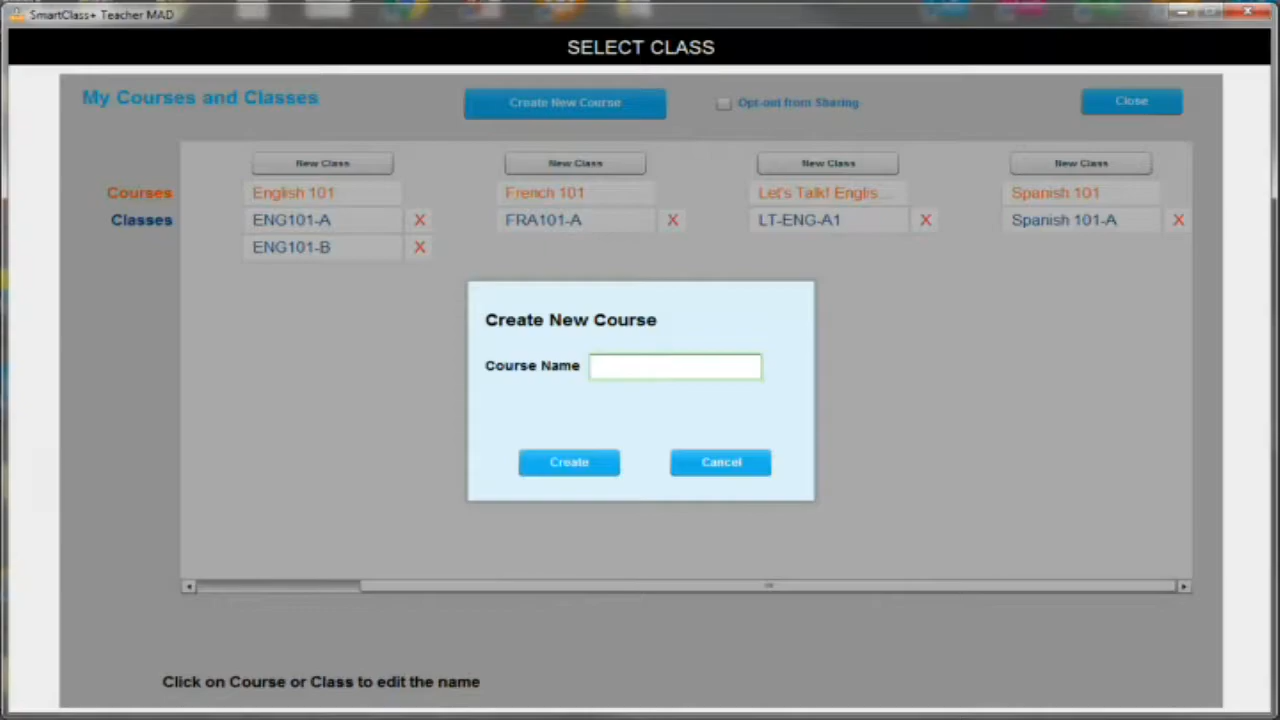 SmartClass+ Teacher MAD
SELECT CLASS
My Courses and Classes
Create New Course
Opt-out from Sharing
Close
New Class
New Class
New Class
New Class
Courses
English 101
French 101
Let's Talk! Englis...
Spanish 101
Classes
ENG101-A
X
FRA101-A
X
LT-ENG-A1
X
Spanish 101-A
X
ENG101-B
X
Create New Course
Course Name
Create
Cancel
Click on Course or Class to edit the name